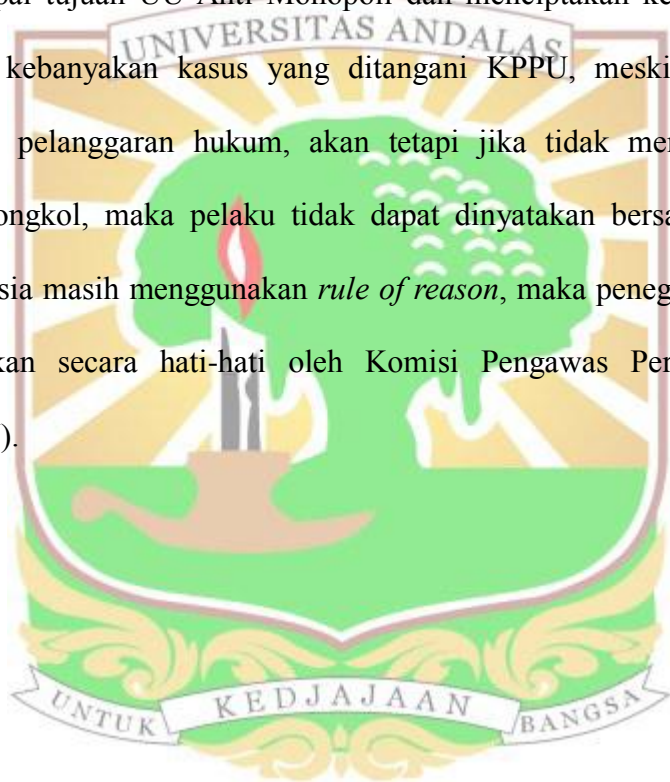 pai tujuan UU Anti Monopoli dan menciptakan ke
UNIVERSITAS ANDALAS
kebanyakan kasus yang ditangani KPPU, meski
pelanggaran hukum, akan tetapi jika tidak mer
ongkol, maka pelaku tidak dapat dinyatakan bersa
sia masih menggunakan rule of reason, maka peneg
kan secara hati-hati oleh Komisi Pengawas Per
).
UNTUK KEDJAJAAN BANGSA